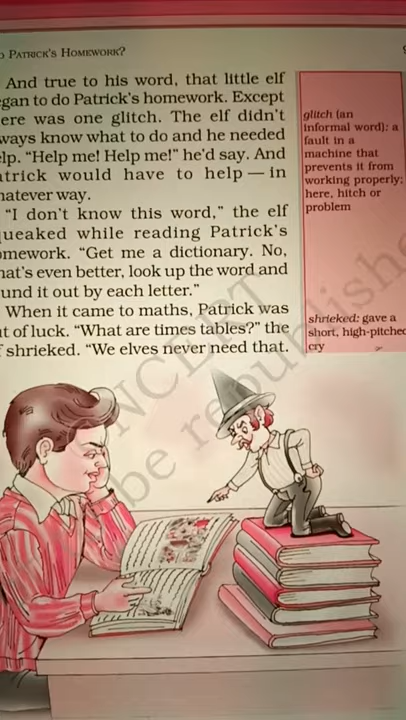 PATRICK'S HOMEWORK?
And true to his word, that little elf
gan to do Patrick's homework. Except
ere was one glitch. The elf didn't
ways know what to do and he needed
lp. “Help me! Help me!” he'd say. And
atrick would have to help — in
hatever way.
“I don't know this word,” the elf
ueaked while reading Patrick's
mework. “Get me a dictionary. No,
hat's even better, look up the word and
und it out by each letter.”
When it came to maths, Patrick was
t of luck. “What are times tables?” the
f shrieked. “We elves never need that.
glitch (an
informal word): a
fault in a
machine that
prevents it from
working properly;
here, hitch or
problem
shrieked: gave a
short, high-pitched
cry
NCERT
be republishe